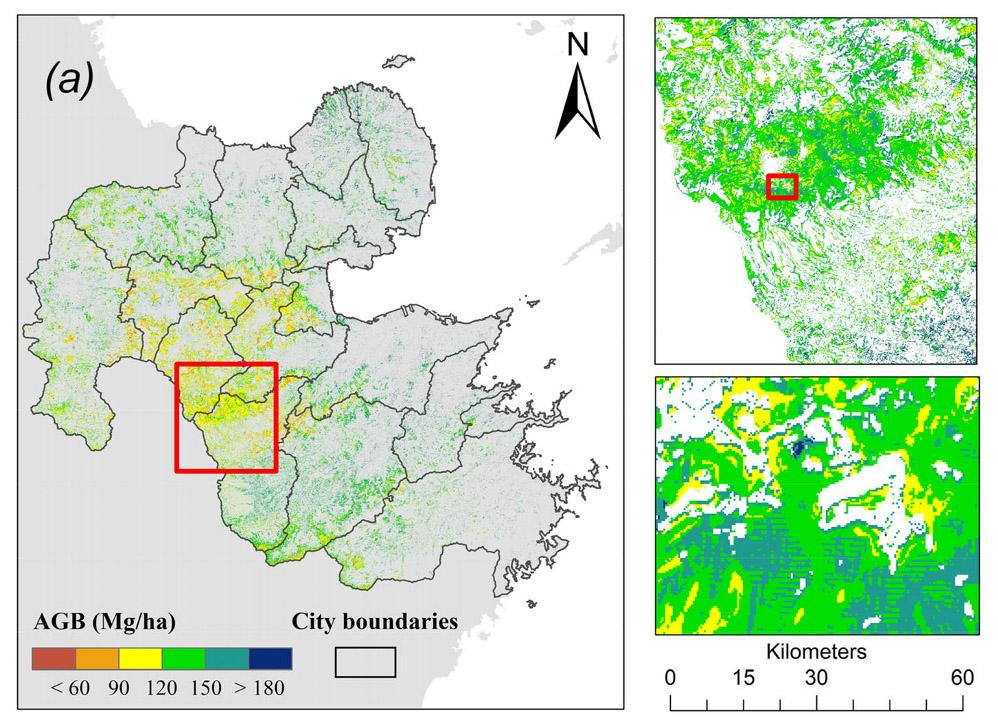 (a)
N
AGB (Mg/ha)
City boundaries
< 60 90 120 150 > 180
Kilometers
0 15 30 60